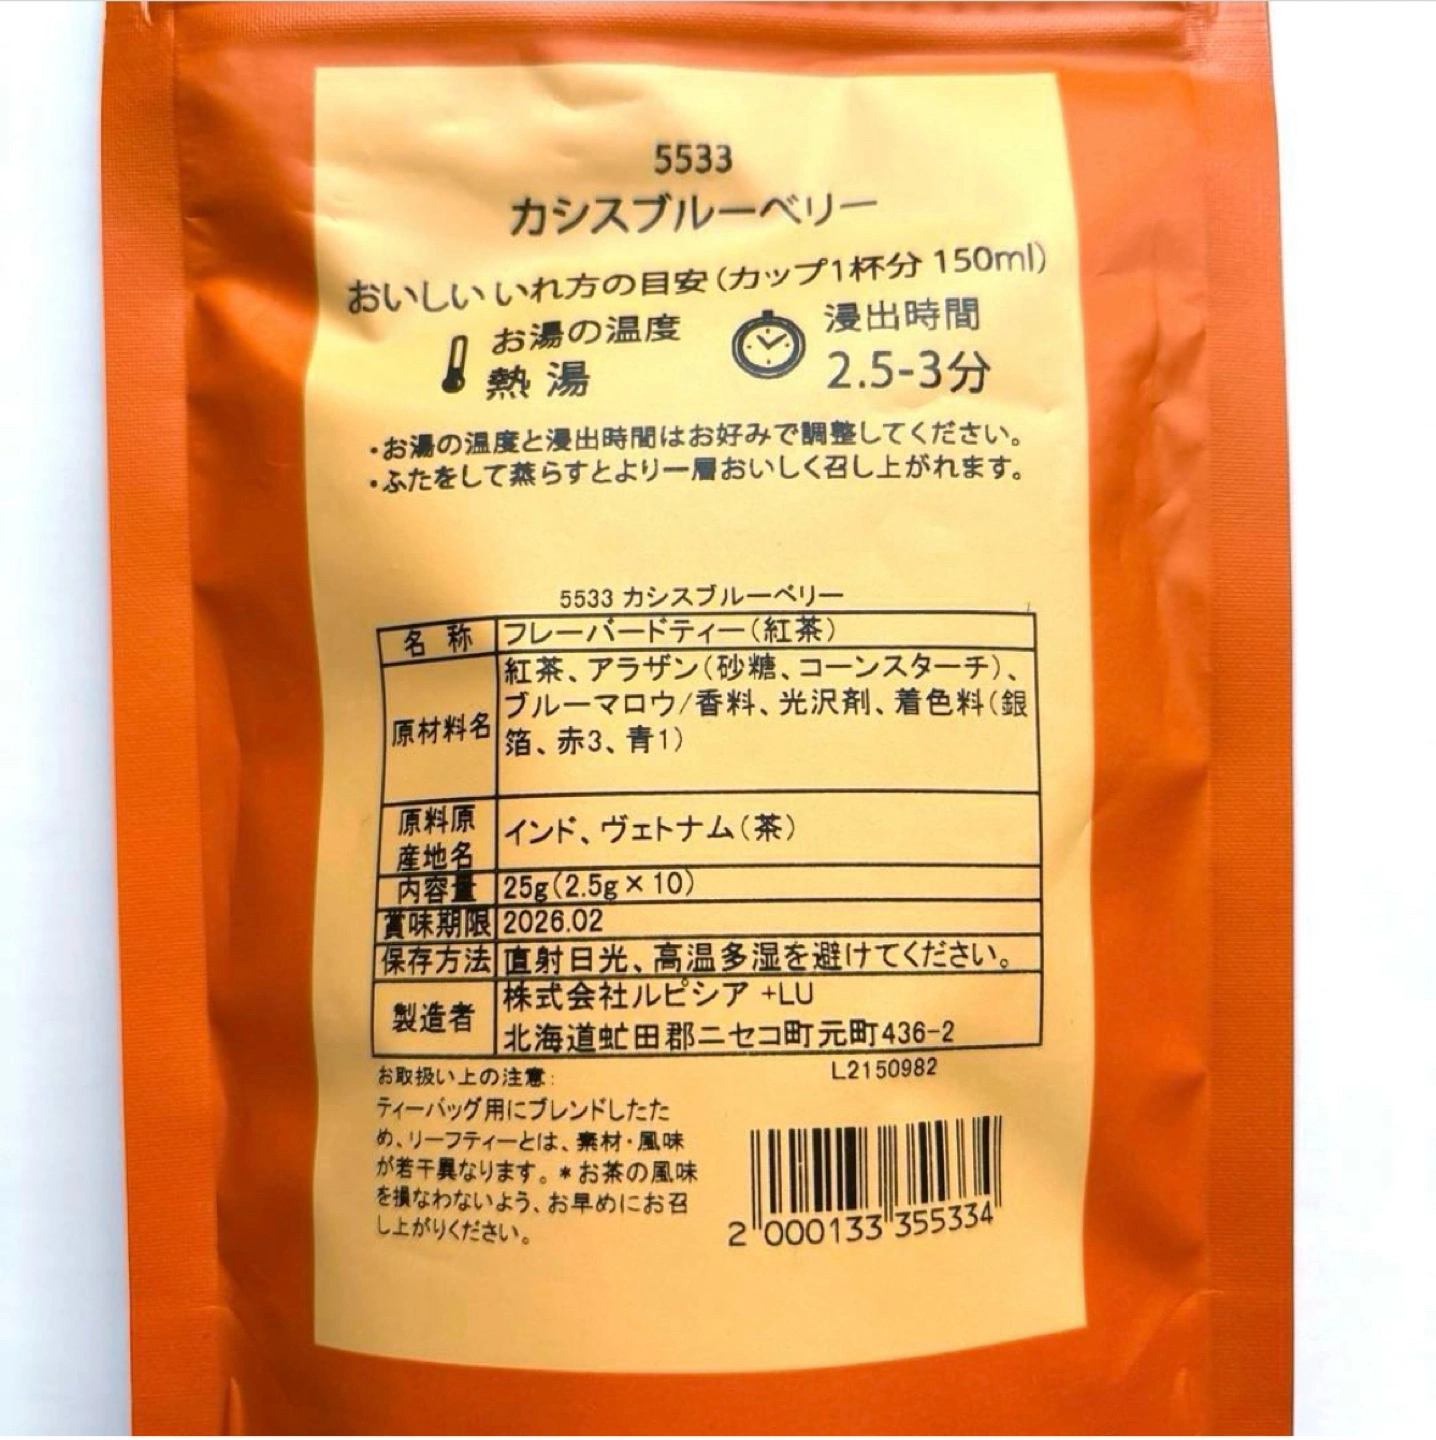 5533
カシスブルーベリー
おいしいいれ方の目安(カップ1杯分 150ml)
お湯の温度
熱湯
浸出時間
2.5-3分
・お湯の温度と浸出時間はお好みで調整してください。
・ふたをして蒸らすとより一層おいしく召し上がれます。
5533 カシスブルーベリー
名称 フレーバードティー(紅茶)
原材料名 紅茶、アラザン(砂糖、コーンスターチ)、
ブルーマロウ/香料、光沢剤、着色料(銀
箔、赤3、青1)
原料原
産地名 インド、ヴェトナム(茶)
内容量 25g(2.5g×10)
賞味期限 2026.02
保存方法 直射日光、高温多湿を避けてください。
製造者 株式会社ルピシア +LU
北海道虻田郡ニセコ町元町436-2
お取扱い上の注意:
L2150982
ティーバッグ用にブレンドしたた
め、リーフティーとは、素材・風味
が若干異なります。*お茶の風味
を損なわないよう、お早めにお召
し上がりください。
2 000133 355334